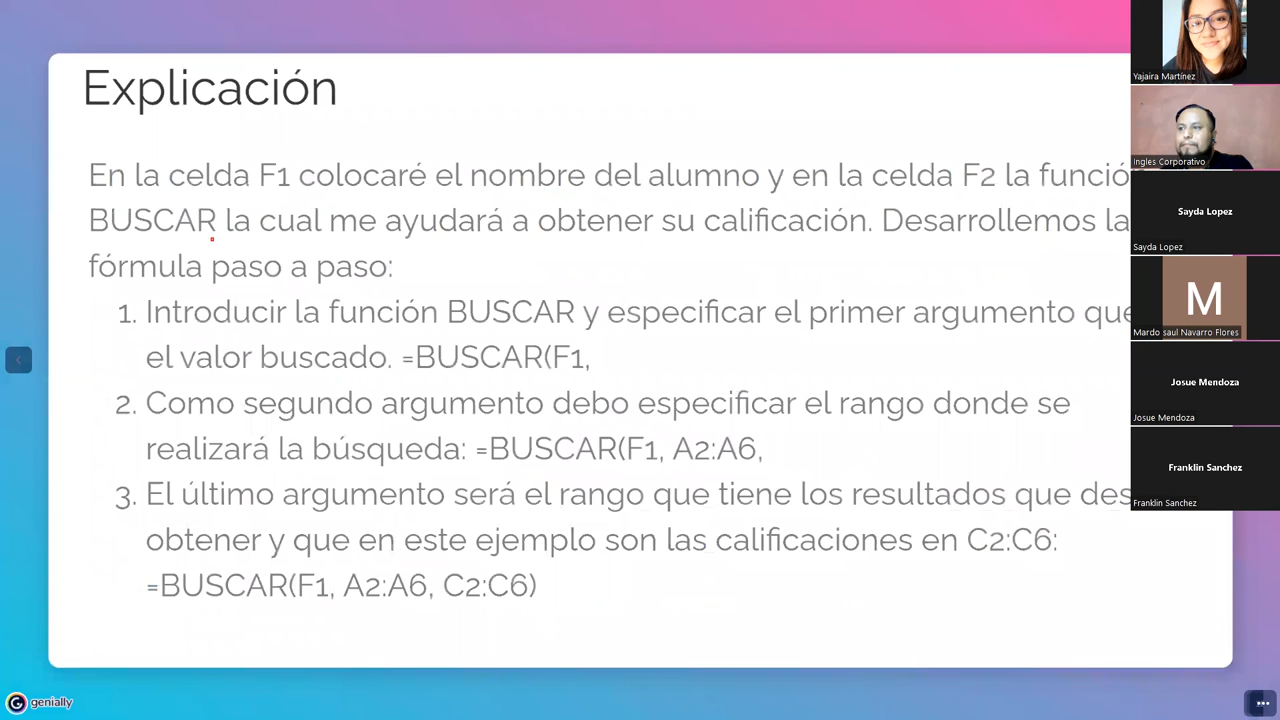 Explicación
En la celda F1 colocaré el nombre del alumno y en la celda F2 la funció
BUSCAR la cual me ayudará a obtener su calificación. Desarrollemos la
fórmula paso a paso:
1. Introducir la función BUSCAR y especificar el primer argumento que
el valor buscado. =BUSCAR(F1,
2. Como segundo argumento debo especificar el rango donde se
realizará la búsqueda: =BUSCAR(F1, A2:A6,
3. El último argumento será el rango que tiene los resultados que des
obtener y que en este ejemplo son las calificaciones en C2:C6:
=BUSCAR(F1, A2:A6, C2:C6)
genially
Yajaira Martínez
Ingles Corporativo
Sayda Lopez
Sayda Lopez
M
Mardo saul Navarro Flores
Josue Mendoza
Josue Mendoza
Franklin Sanchez
Franklin Sanchez